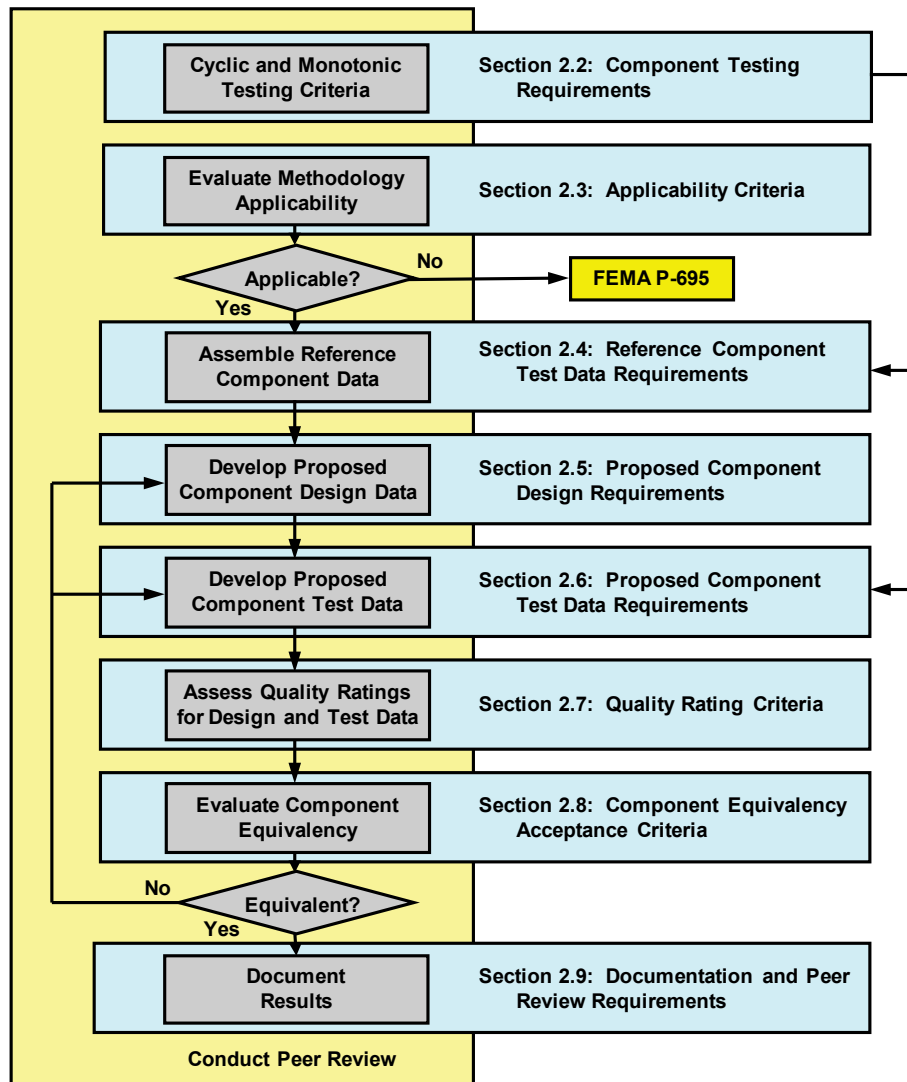 Cyclic and Monotonic
Testing Criteria
Section 2.2: Component Testing
Requirements
Evaluate Methodology
Applicability
Section 2.3: Applicability Criteria
Applicable?
No
FEMA P-695
Yes
Assemble Reference
Component Data
Section 2.4: Reference Component
Test Data Requirements
Develop Proposed
Component Design Data
Section 2.5: Proposed Component
Design Requirements
Develop Proposed
Component Test Data
Section 2.6: Proposed Component
Test Data Requirements
Assess Quality Ratings
for Design and Test Data
Section 2.7: Quality Rating Criteria
Evaluate Component
Equivalency
Section 2.8: Component Equivalency
Acceptance Criteria
No
Equivalent?
Yes
Document
Results
Section 2.9: Documentation and Peer
Review Requirements
Conduct Peer Review